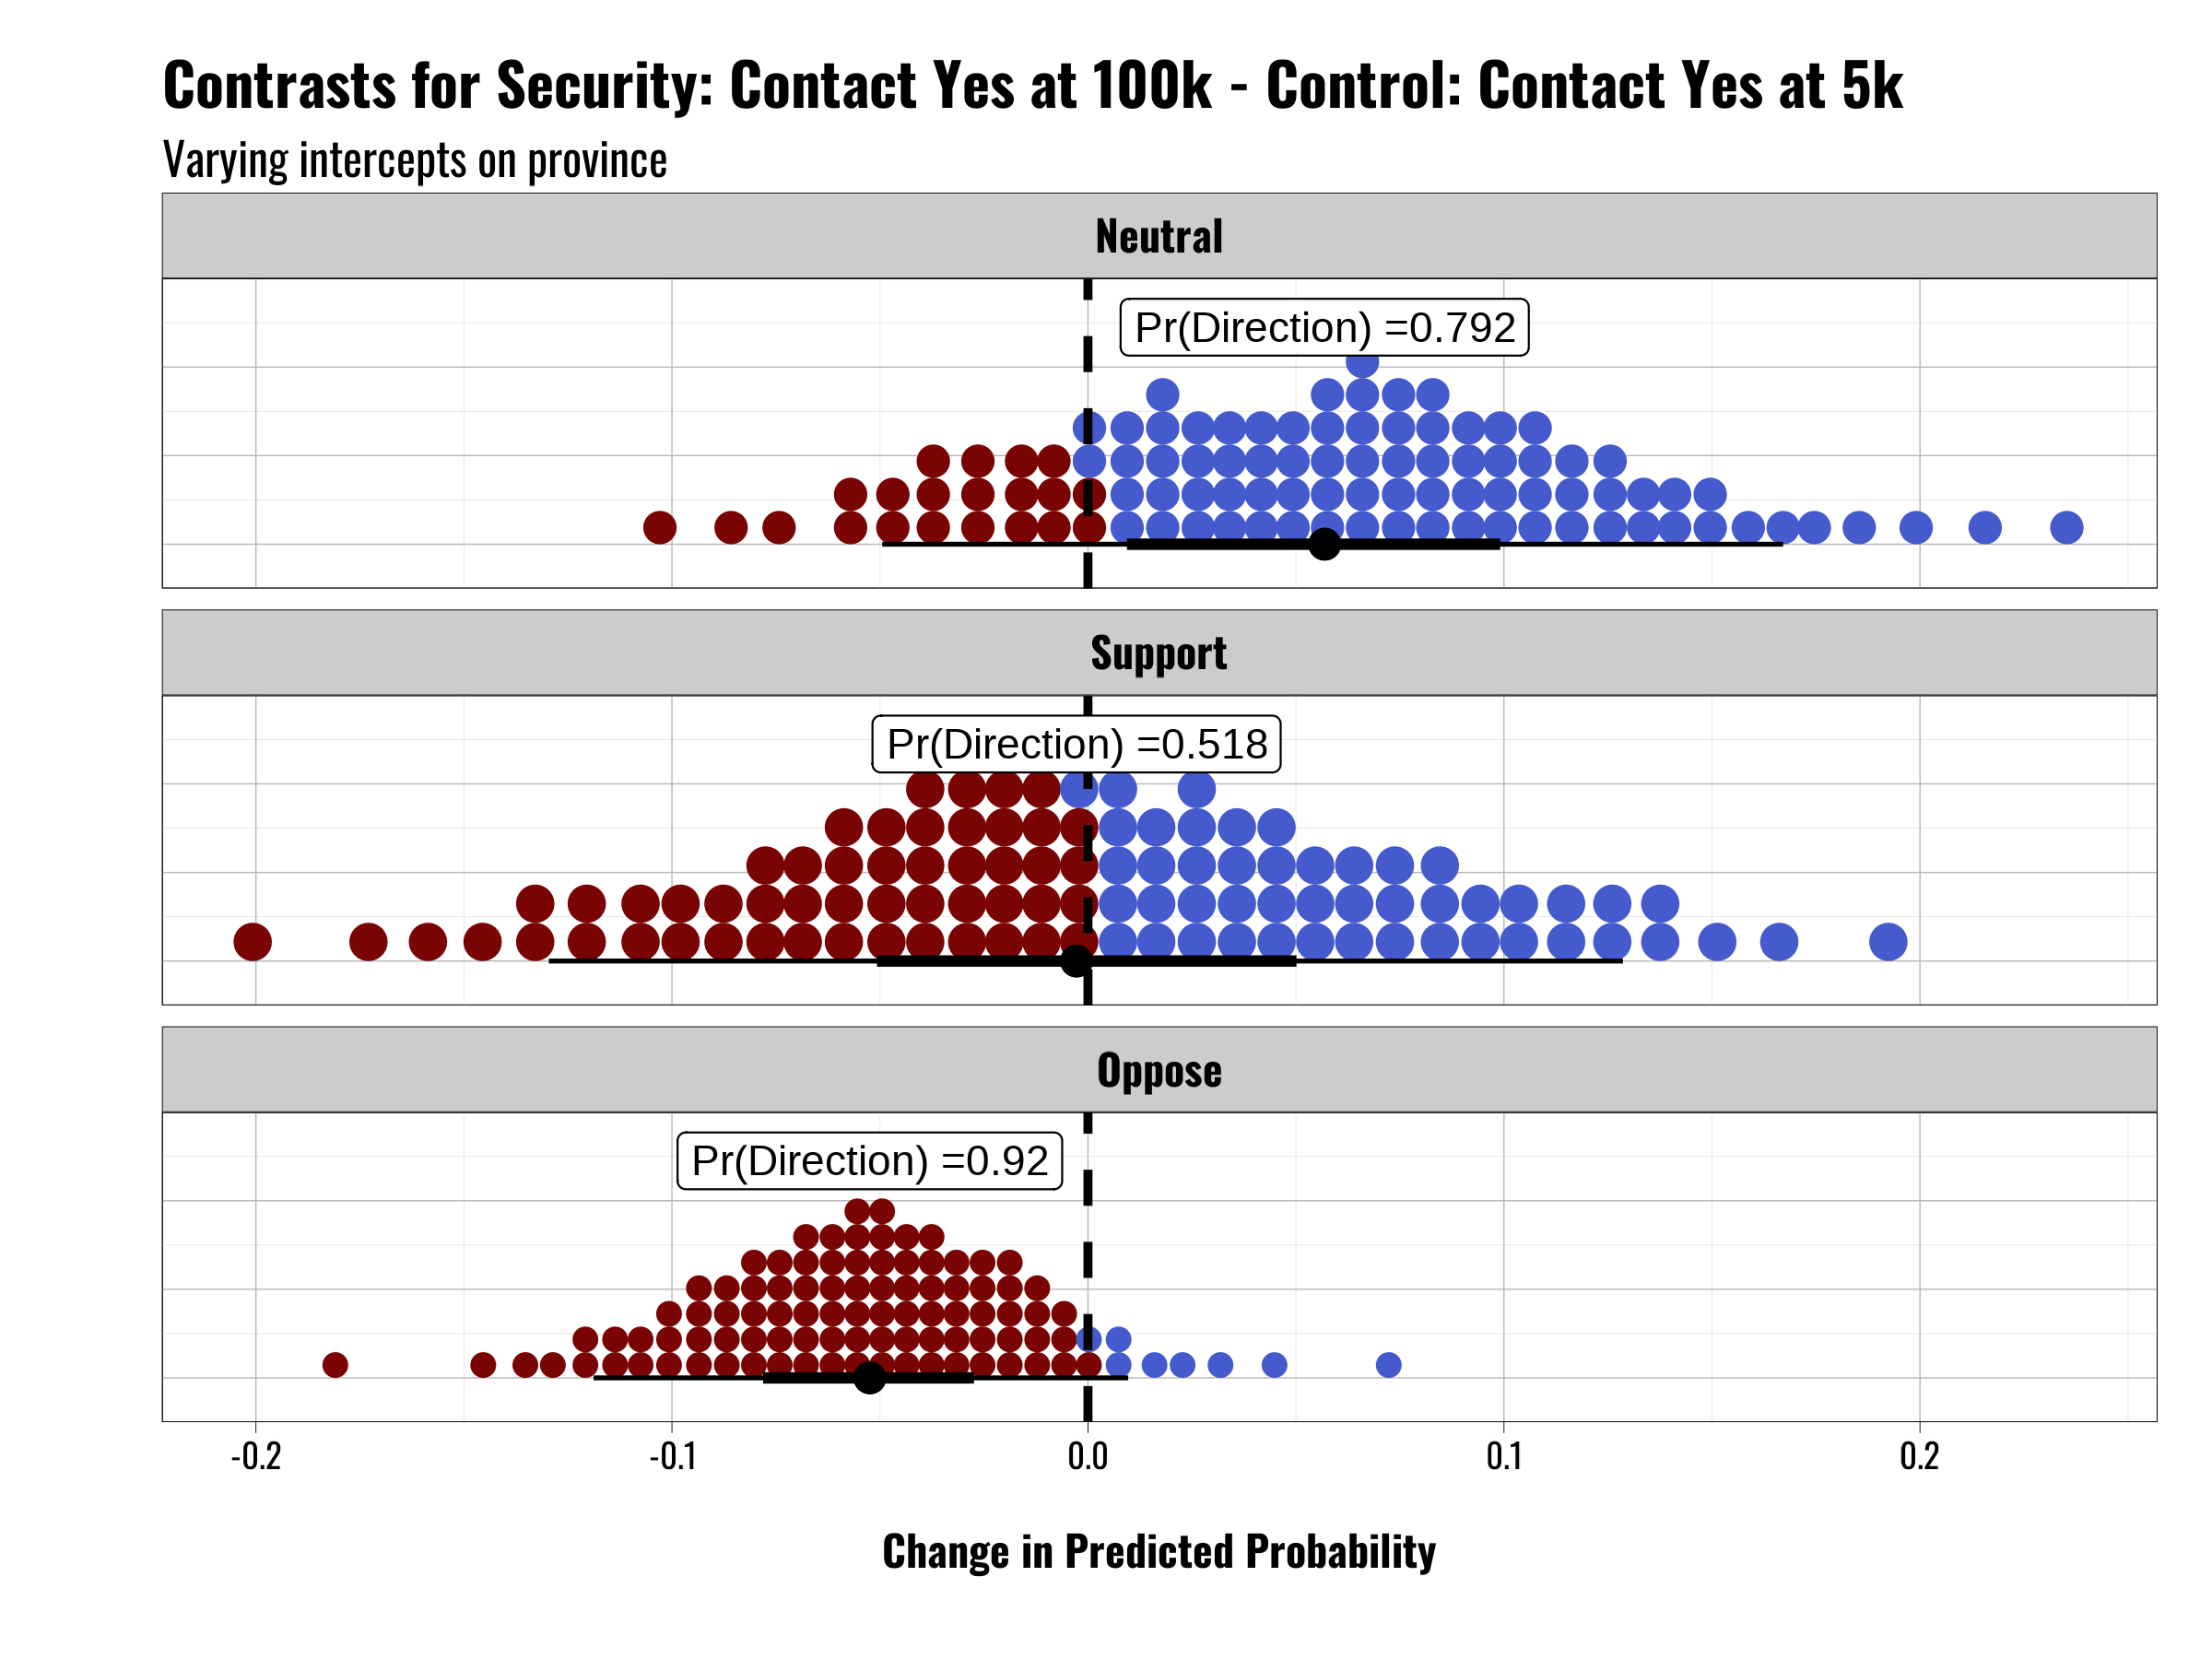 Contrasts for Security: Contact Yes at 100k - Control: Contact Yes at 5k
Varying intercepts on province
Neutral
Pr(Direction) =0.792
Support
Pr(Direction) =0.518
Oppose
Pr(Direction) =0.92
-0.2 -0.1 0.0 0.1 0.2
Change in Predicted Probability